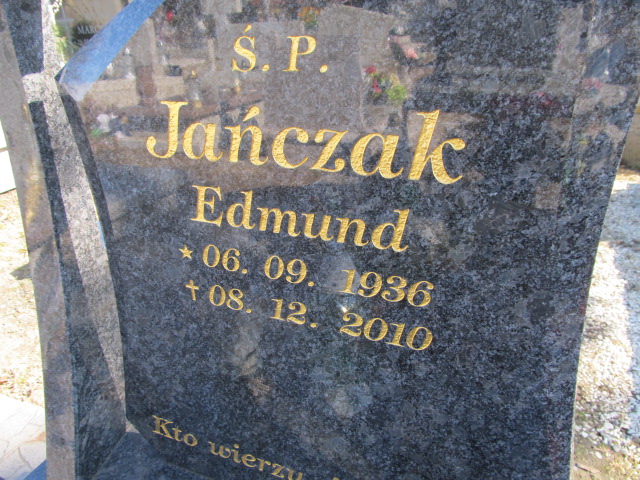 Ś. P.
Jańczak
Edmund
* 06. 09. 1936
† 08. 12. 2010
Kto